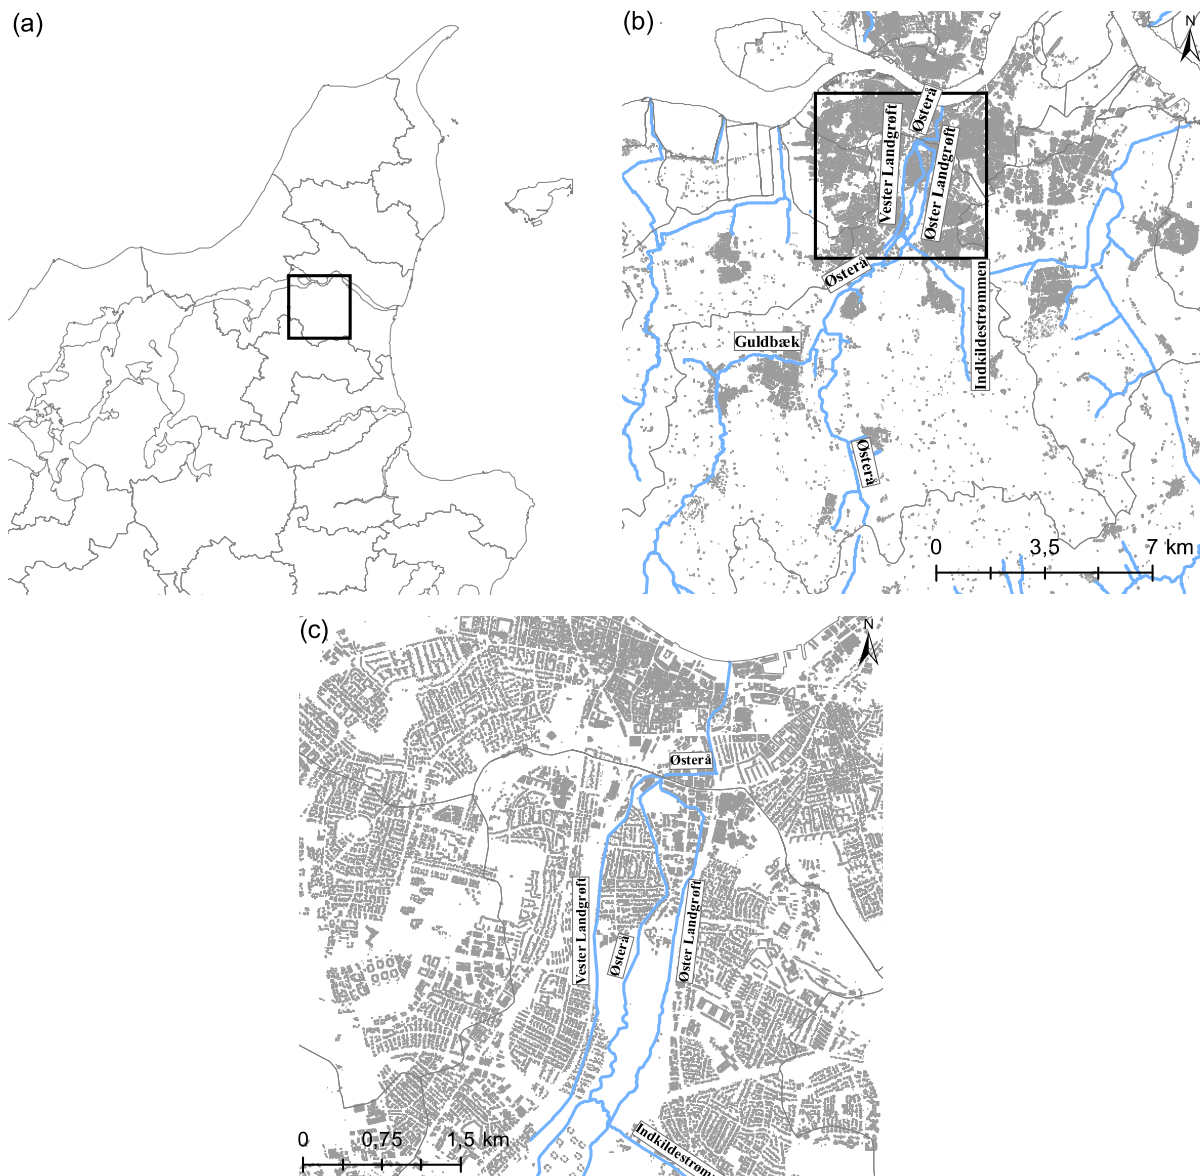 (a)
(b)
N
Østerå
Vester Landgrøft
Øster Landgrøft
Østerå
Indkildestrømmen
Guldbæk
Østerå
0 3,5 7 km
(c)
N
Østerå
Vester Landgrøft
Østerå
Øster Landgrøft
Indkildestrømm
0 0,75 1,5 km